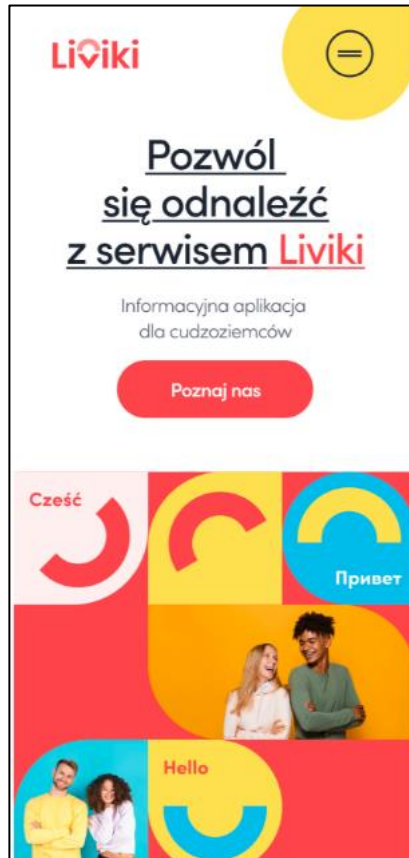 Liviki
Pozwól
się odnaleźć
z serwisem Liviki
Informacyjna aplikacja
dla cudzoziemców
Poznaj nas
Cześć
Привет
Hello